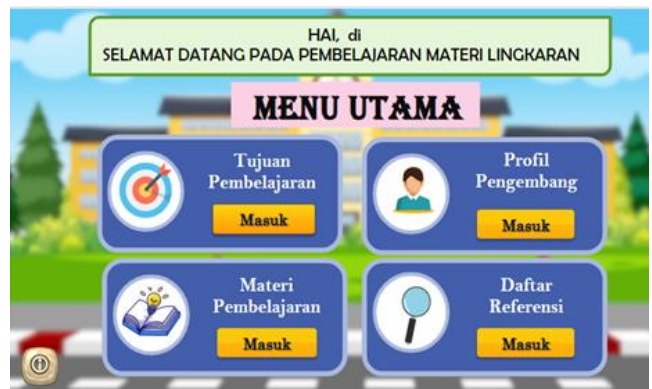 HAI, di
SELAMAT DATANG PADA PEMBELAJARAN MATERI LINGKARAN
MENU UTAMA
Tujuan
Pembelajaran
Masuk
Profil
Pengembang
Masuk
Materi
Pembelajaran
Masuk
Daftar
Referensi
Masuk